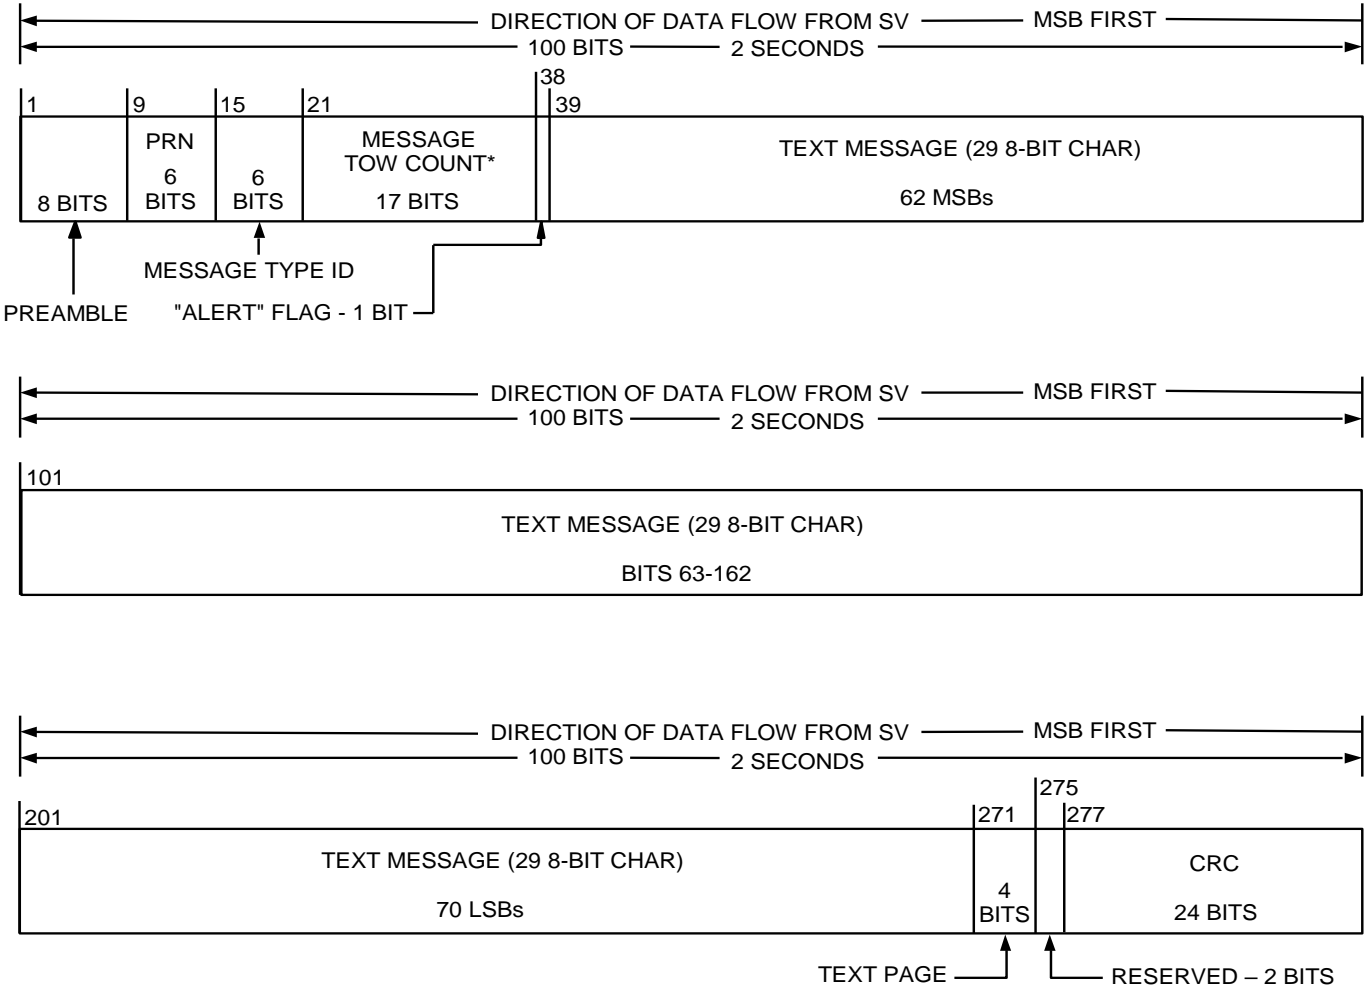 DIRECTION OF DATA FLOW FROM SV MSB FIRST
100 BITS 2 SECONDS
38
1 9 15 21 39
PRN
6
BITS
MESSAGE
TOW COUNT*
17 BITS
TEXT MESSAGE (29 8-BIT CHAR)
62 MSBs
8 BITS
6
BITS
MESSAGE TYPE ID
PREAMBLE
"ALERT" FLAG - 1 BIT
DIRECTION OF DATA FLOW FROM SV MSB FIRST
100 BITS 2 SECONDS
101
TEXT MESSAGE (29 8-BIT CHAR)
BITS 63-162
DIRECTION OF DATA FLOW FROM SV MSB FIRST
100 BITS 2 SECONDS
275
201 271 277
TEXT MESSAGE (29 8-BIT CHAR)
70 LSBs
4
BITS
CRC
24 BITS
TEXT PAGE
RESERVED – 2 BITS